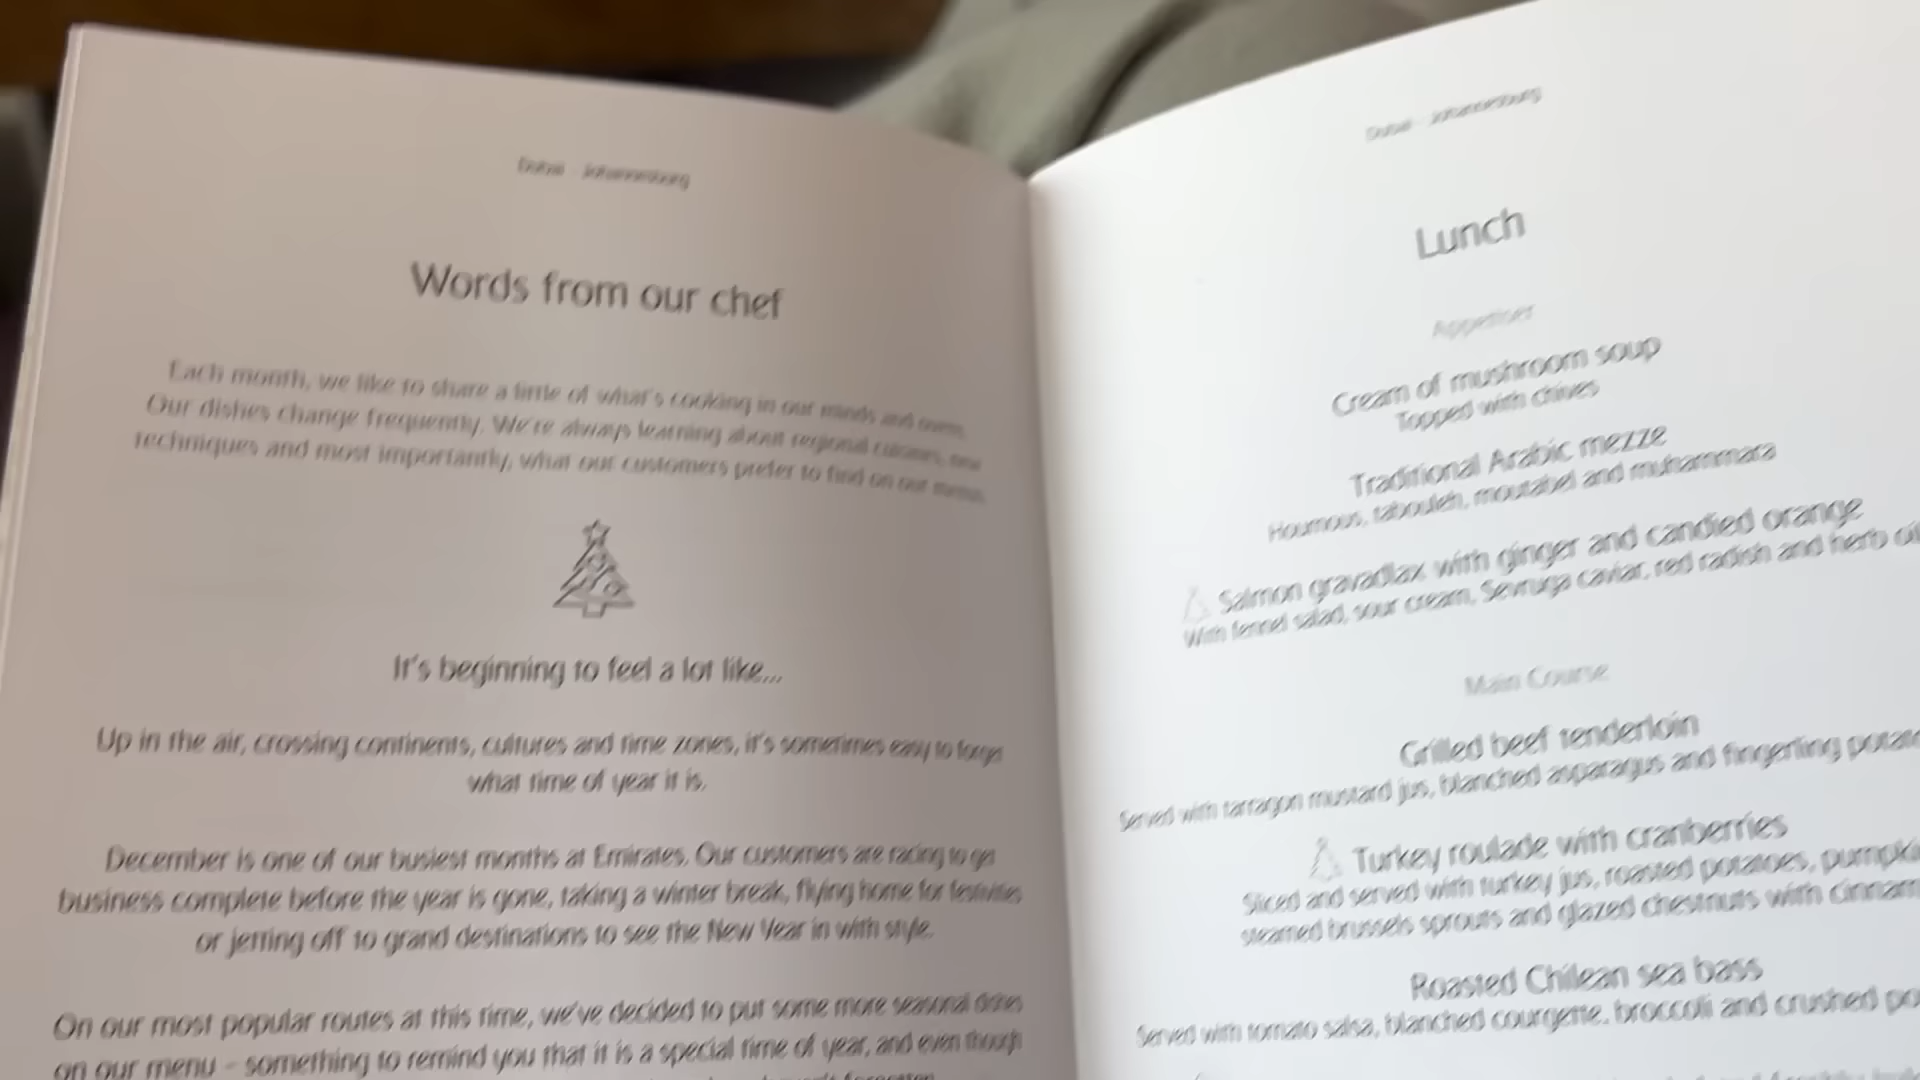 Dubai - Johannesburg
Words from our chef
Each month, we like to share a little of what's cooking in our minds and ovens.
Our dishes change frequently. We're always learning about regional cuisines, new
techniques and most importantly, what our customers prefer to find on our menu.
It's beginning to feel a lot like...
Up in the air, crossing continents, cultures and time zones, it's sometimes easy to forget
what time of year it is.
December is one of our busiest months at Emirates. Our customers are racing to get
business complete before the year is gone, taking a winter break, flying home for festivities
or jetting off to grand destinations to see the New Year in with style.
On our most popular routes at this time, we've decided to put some more seasonal dishes
on our menu - something to remind you that it is a special time of year, and even though
Dubai - Johannesburg
Lunch
Appetiser
Cream of mushroom soup
Topped with chives
Traditional Arabic mezze
Houmous, tabouleh, moutabel and muhammara
Salmon gravadlax with ginger and candied orange
With fennel salad, sour cream, Sevruga caviar, red radish and herb oil
Main Course
Grilled beef tenderloin
Served with tarragon mustard jus, blanched asparagus and fingerling potato
Turkey roulade with cranberries
Sliced and served with turkey jus, roasted potatoes, pumpki
steamed brussels sprouts and glazed chestnuts with cinnam
Roasted Chilean sea bass
Served with tomato salsa, blanched courgette, broccoli and crushed po